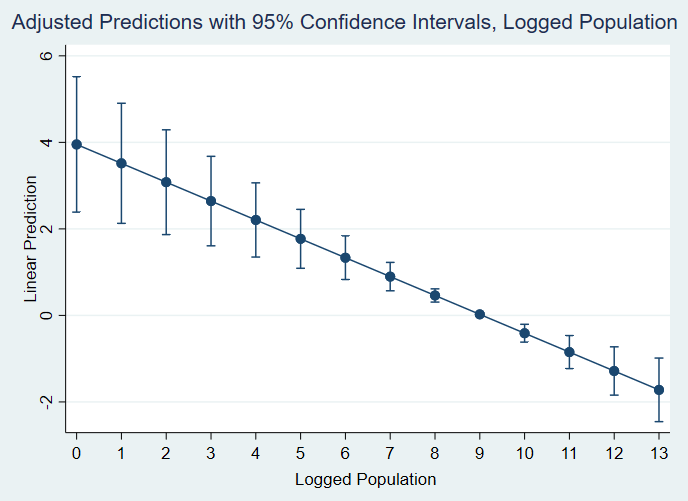 Adjusted Predictions with 95% Confidence Intervals, Logged Population
6
4
2
0
-2
Linear Prediction
0 1 2 3 4 5 6 7 8 9 10 11 12 13
Logged Population